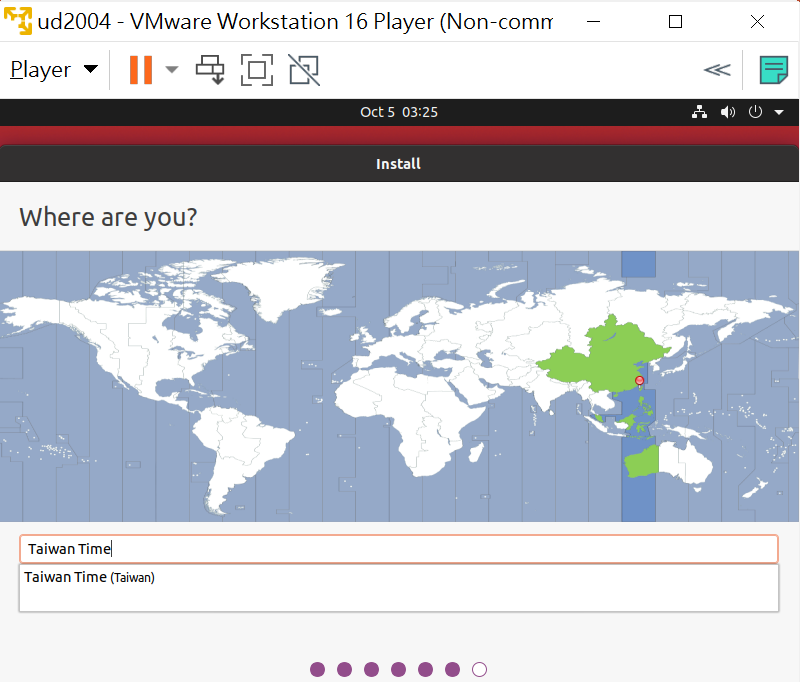 ud2004 - VMware Workstation 16 Player (Non-comm
Player
Oct 5 03:25
Install
Where are you?
Taiwan Time
Taiwan Time (Taiwan)